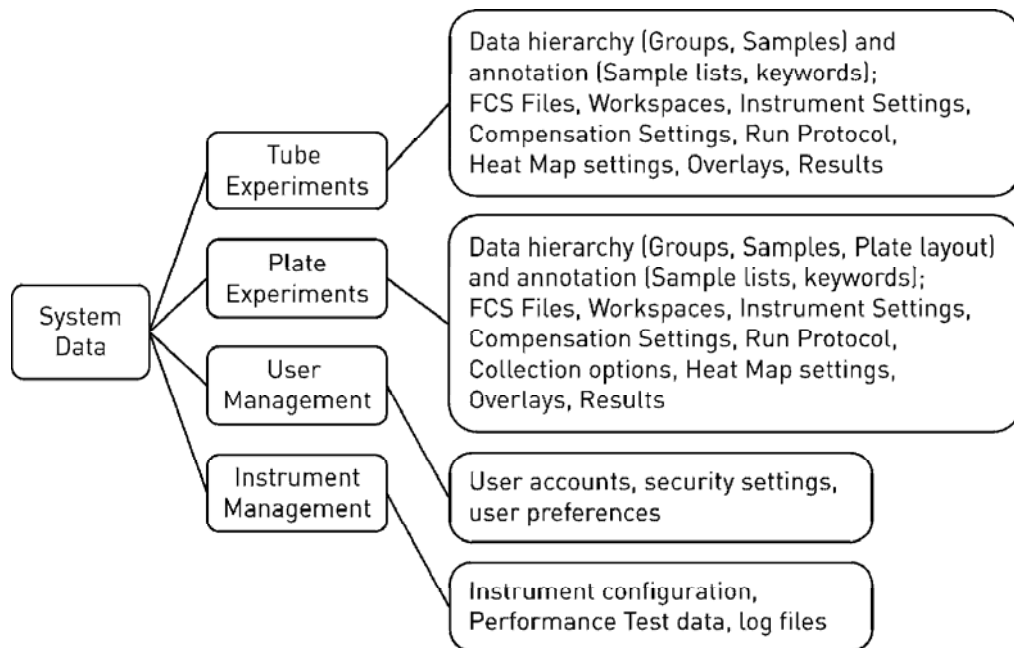 System
Data
Tube
Experiments
Data hierarchy (Groups, Samples) and
annotation (Sample lists, keywords);
FCS Files, Workspaces, Instrument Settings,
Compensation Settings, Run Protocol,
Heat Map settings, Overlays, Results
Plate
Experiments
Data hierarchy (Groups, Samples, Plate layout)
and annotation (Sample lists, keywords);
FCS Files, Workspaces, Instrument Settings,
Compensation Settings, Run Protocol,
Collection options, Heat Map settings,
Overlays, Results
User
Management
User accounts, security settings,
user preferences
Instrument
Management
Instrument configuration,
Performance Test data, log files